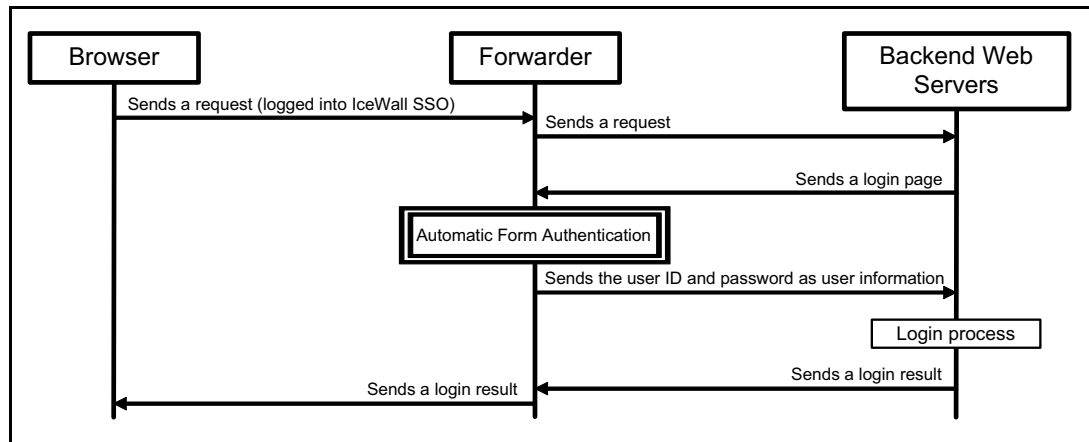 Browser
Forwarder
Backend Web
Servers
Sends a request (logged into IceWall SSO)
Sends a request
Sends a login page
Automatic Form Authentication
Sends the user ID and password as user information
Login process
Sends a login result
Sends a login result